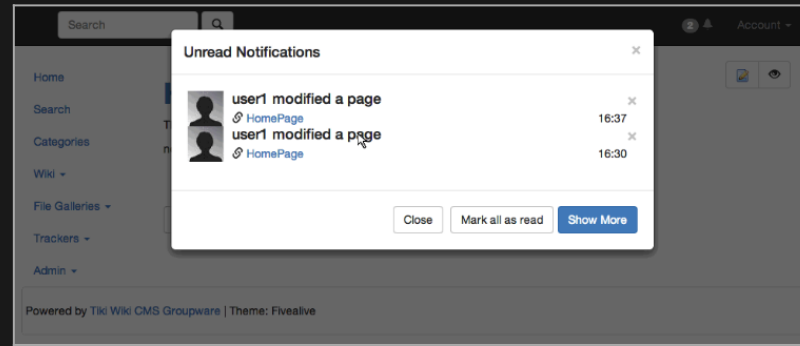 Search
2
Account
Unread Notifications
×
Home
Search
Categories
Wiki
File Galleries
Trackers
Admin
user1 modified a page
×
HomePage
16:37
user1 modified a page
×
HomePage
16:30
Close
Mark all as read
Show More
Powered by Tiki Wiki CMS Groupware | Theme: Fivealive